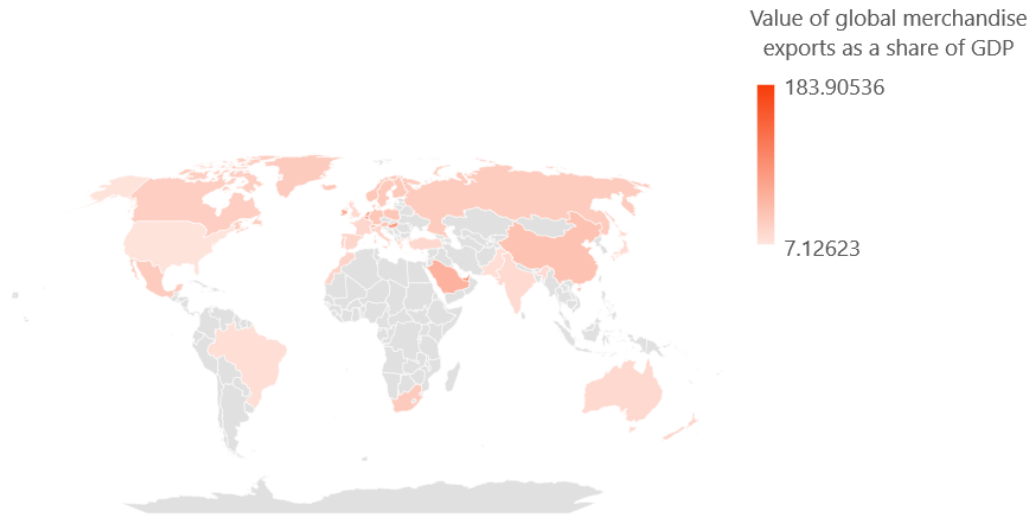 Value of global merchandise
exports as a share of GDP
183.90536
7.12623